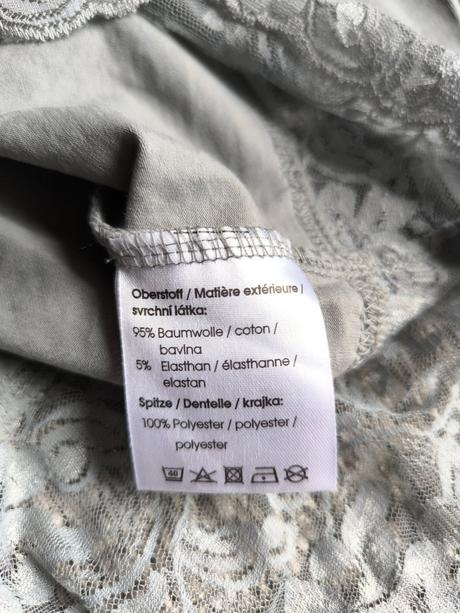 Oberstoff / Matière extérieure /
svrchní látka:
95% Baumwolle / coton /
bavlna
5% Elasthan / élasthanne /
elastan
Spitze / Dentelle / krajka:
100% Polyester / polyester /
polyester
40